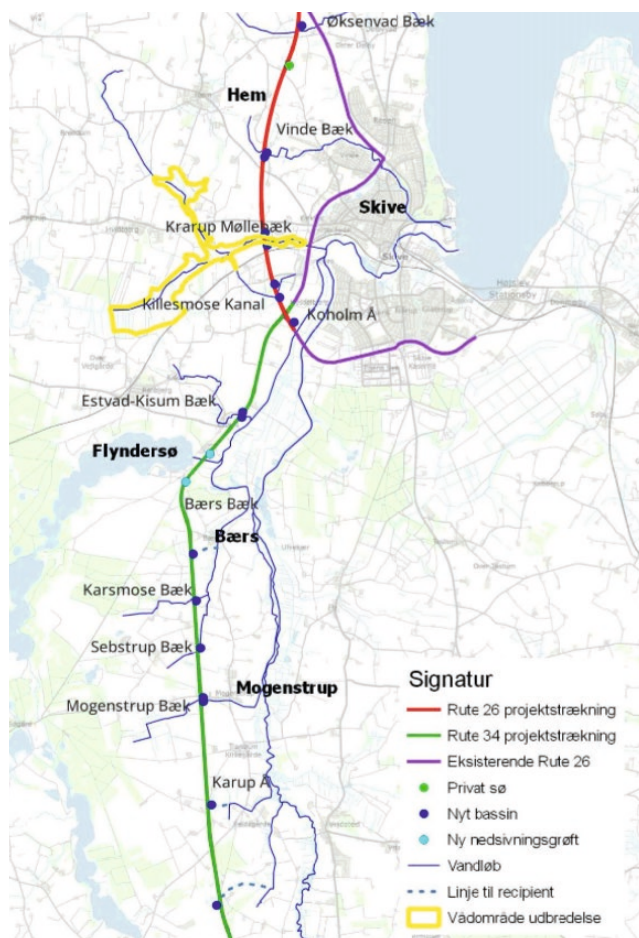 Øksenvad Bæk
Hem
Vinde Bæk
Skive
Krarup Møllebæk
Killesmose Kanal
Koholm Å
Estvad-Kisum Bæk
Flyndersø
Bærs Bæk
Bærs
Karsmose Bæk
Sebstrup Bæk
Mogenstrup
Mogenstrup Bæk
Karup Å
Signatur
Rute 26 projektstrækning
Rute 34 projektstrækning
Eksisterende Rute 26
Privat sø
Nyt bassin
Ny nedsivningsgrøft
Vandløb
Linje til recipient
Vådområde udbredelse